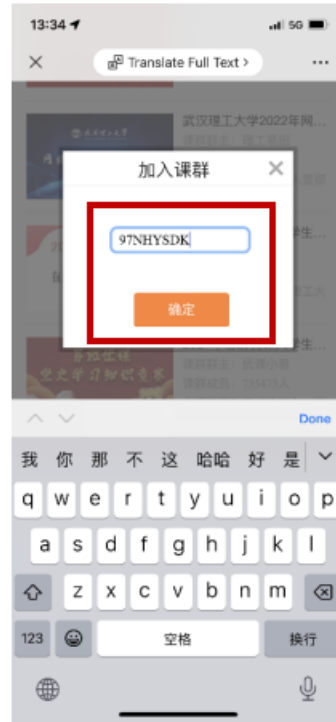 13:34
5G
Translate Full Text >
武汉理工大学2022年网...
加入课群
97NHYSDK
确定
Done
我 你 那 不 这 哈哈 好 是
q w e r t y u i o p
a s d f g h j k l
z x c v b n m
123 空格 换行